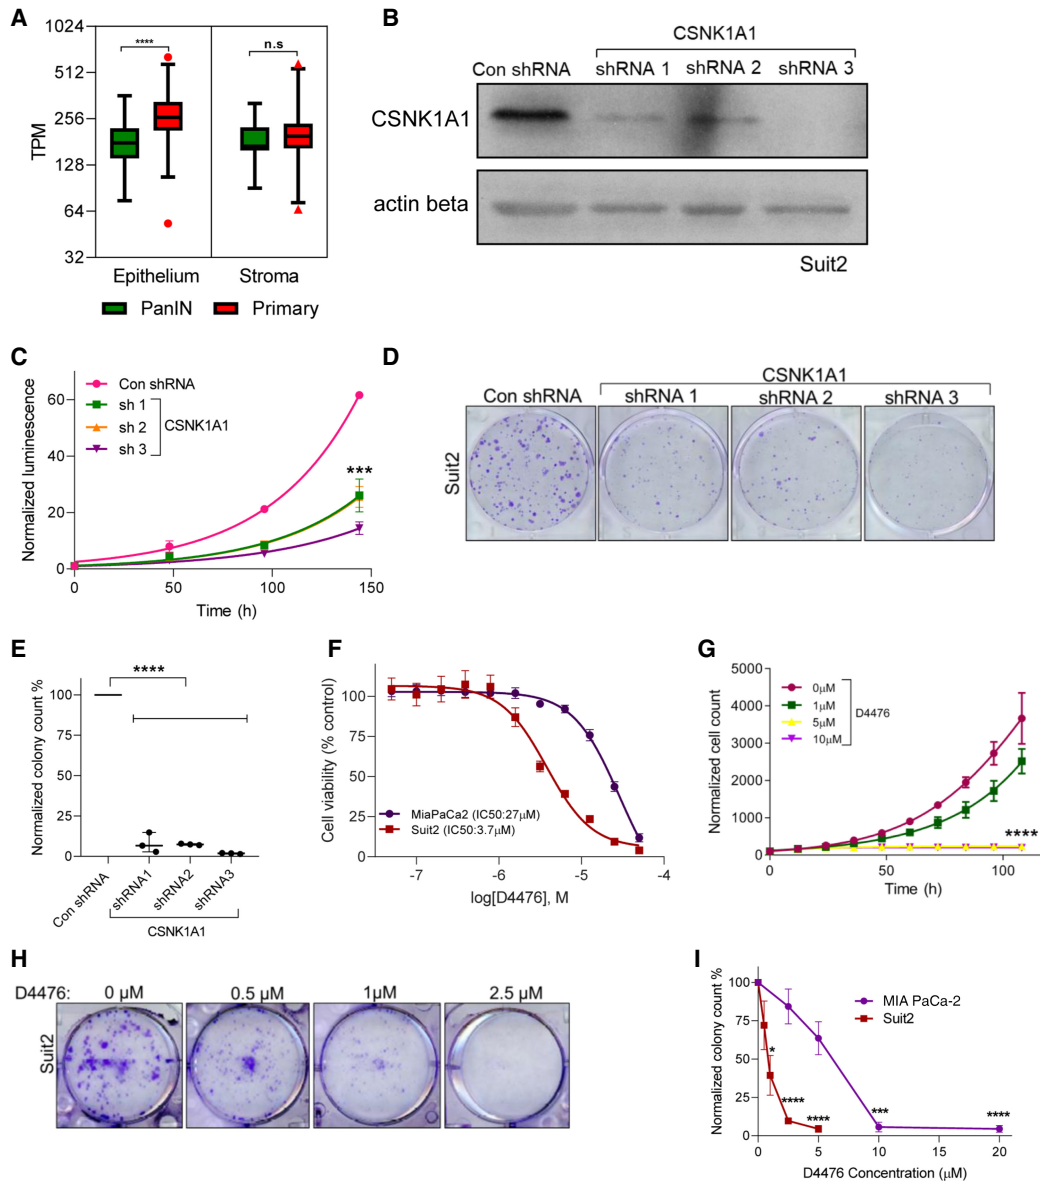 A
1024
512
256
128
64
32
TPM
****
n.s
Epithelium
Stroma
PanIN
Primary
B
CSNK1A1
Con shRNA
shRNA 1
shRNA 2
shRNA 3
CSNK1A1
actin beta
Suit2
C
Normalized luminescence
60
40
20
0
Con shRNA
sh 1
sh 2
sh 3
CSNK1A1
***
0
50
100
150
Time (h)
D
CSNK1A1
Con shRNA
shRNA 1
shRNA 2
shRNA 3
Suit2
E
Normalized colony count %
100
75
50
25
0
****
Con shRNA
shRNA1
shRNA2
shRNA3
CSNK1A1
F
Cell viability (% control)
100
75
50
25
0
MiaPaCa2 (IC50:27µM)
Suit2 (IC50:3.7µM)
-7
-6
-5
-4
log[D4476], M
G
Normalized cell count
5000
4000
3000
2000
1000
0
0µM
1µM
5µM
10µM
D4476
****
0
50
100
Time (h)
H
D4476:
0 µM
0.5 µM
1µM
2.5 µM
Suit2
I
Normalized colony count %
100
75
50
25
0
MIA PaCa-2
Suit2
*
****
****
***
****
0
5
10
15
20
D4476 Concentration (µM)